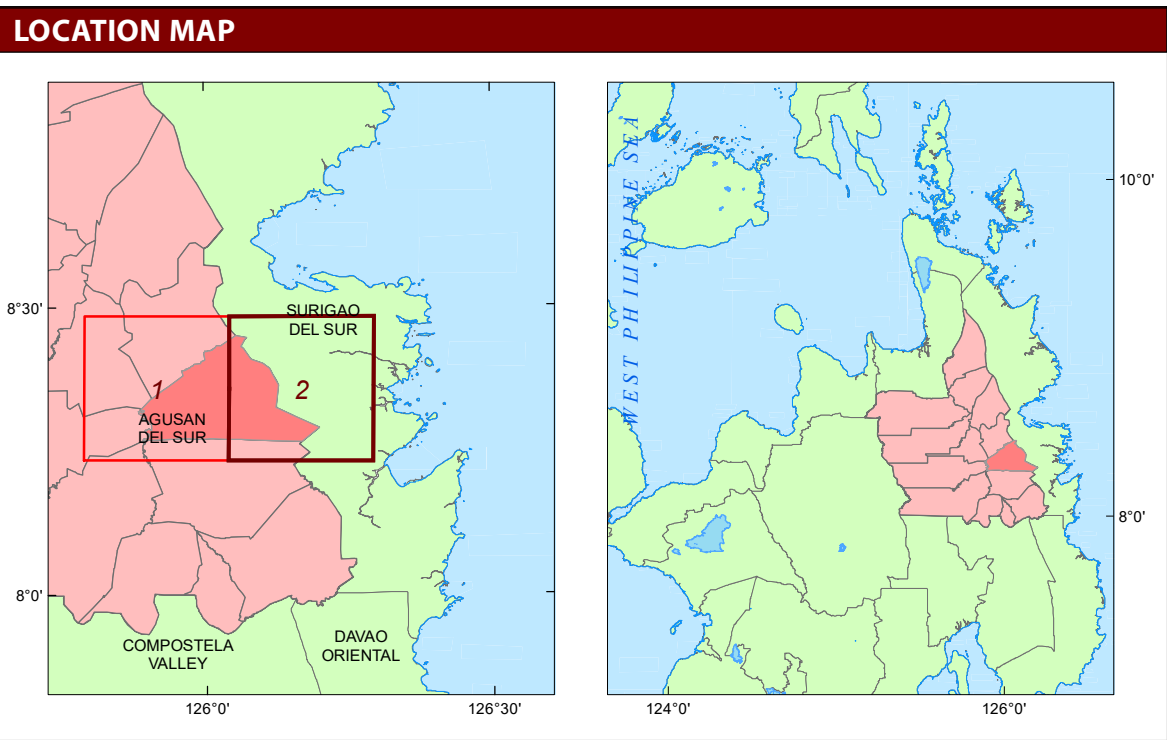 LOCATION MAP
8°30'
SURIGAO
DEL SUR
1
2
AGUSAN
DEL SUR
8°0'
COMPOSTELA
VALLEY
DAVAO
ORIENTAL
126°0'
126°30'
WEST PHILIPPINE SEA
10°0'
8°0'
124°0'
126°0'